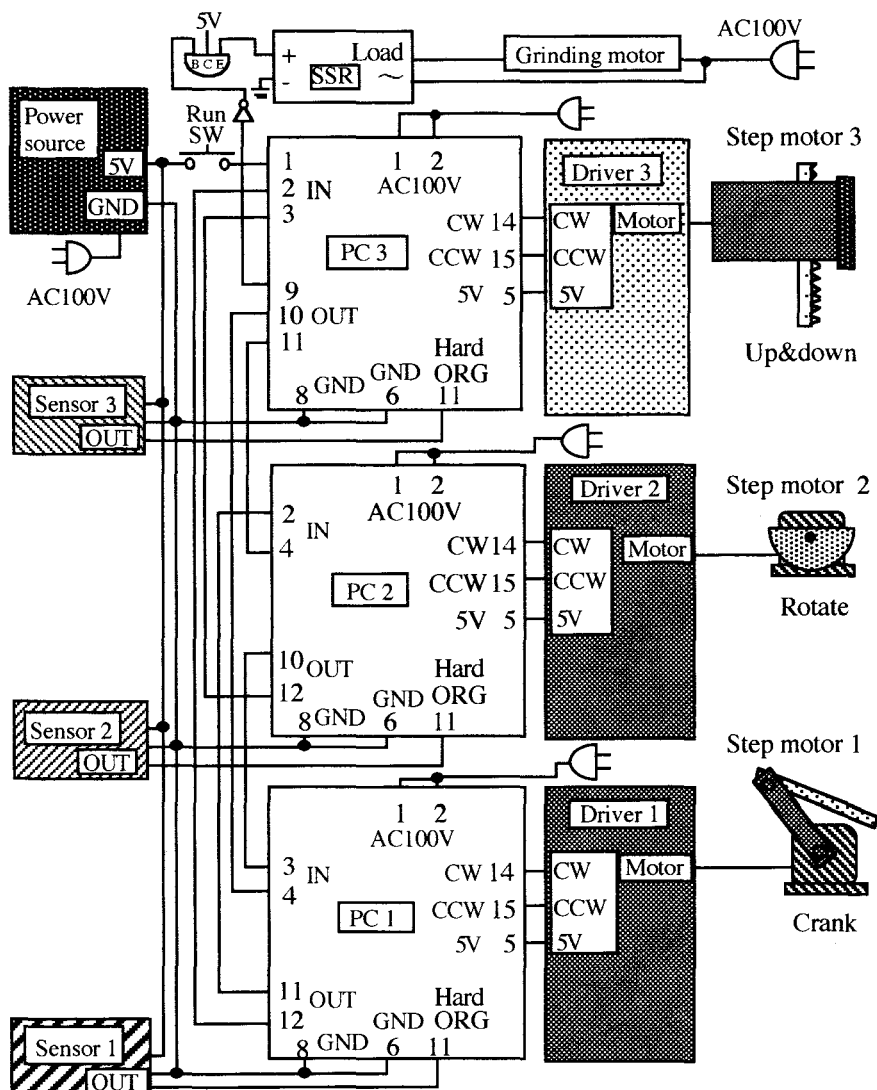 5V
AC100V
B C E
+
Load
Grinding motor
-
SSR
~
Run
SW
Power
source
5V
GND
AC100V
1
2 IN
3
1 2
AC100V
PC 3
CW 14
CCW 15
5V 5
9
10 OUT
11
Hard
ORG
GND
GND
8
6
11
Driver 3
CW
Motor
CCW
5V
Step motor 3
Up&down
Sensor 3
OUT
1 2
AC100V
2
IN
4
PC 2
CW 14
CCW 15
5V 5
10 OUT
12
Hard
ORG
GND
GND
8
6
11
Driver 2
CW
Motor
CCW
5V
Step motor 2
Rotate
Sensor 2
OUT
1 2
AC100V
3 IN
4
PC 1
CW 14
CCW 15
5V 5
11 OUT
12
Hard
ORG
GND
GND
8
6
11
Driver 1
CW
Motor
CCW
5V
Step motor 1
Crank
Sensor 1
OUT